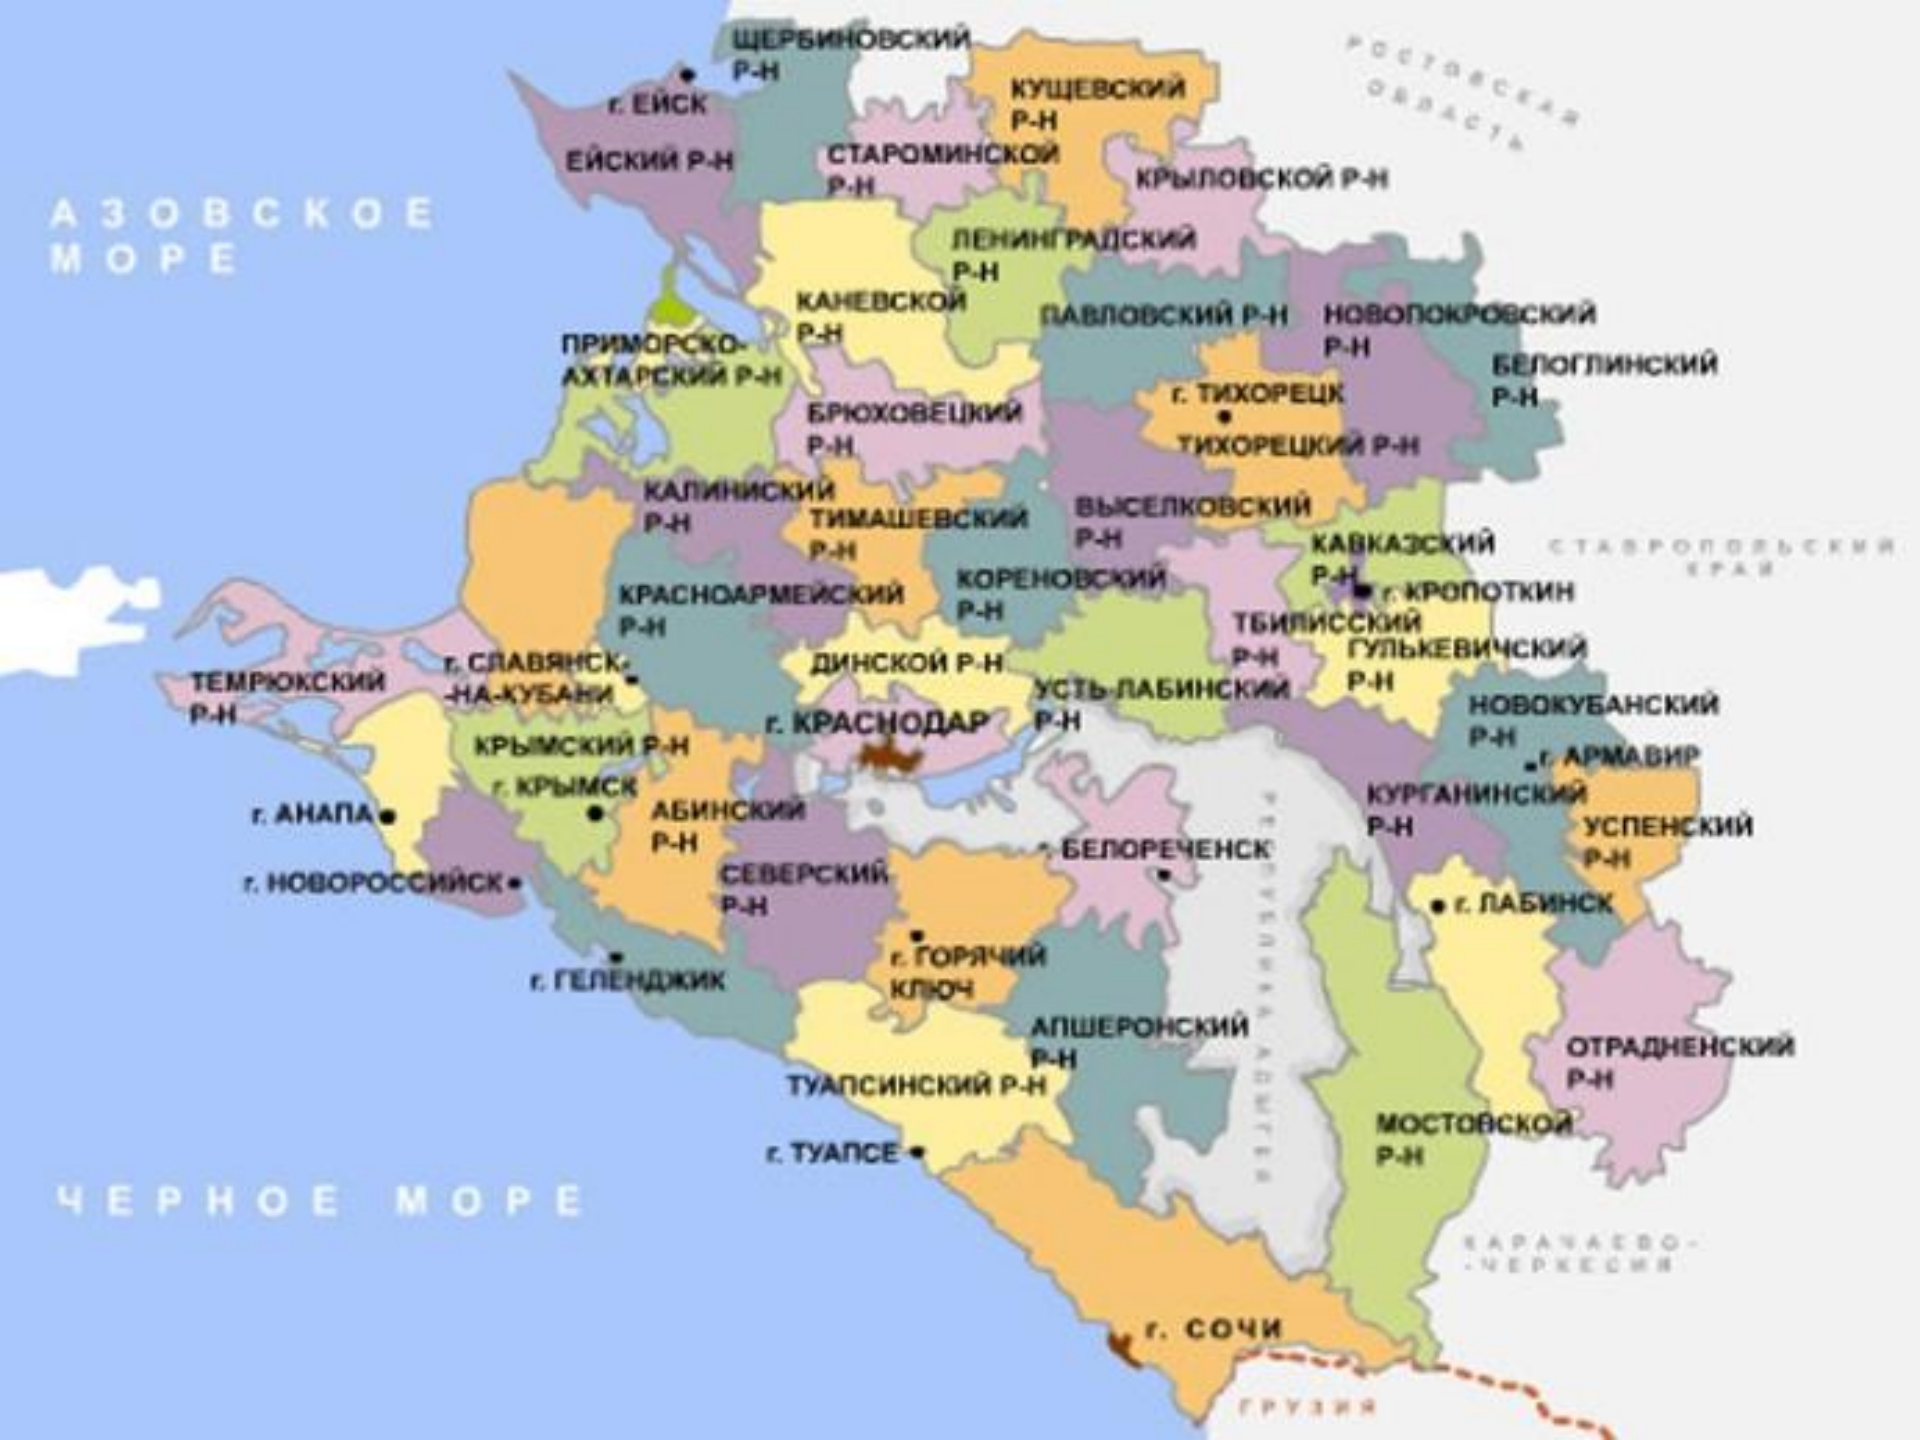 ЩЕРБИНОВСКИЙ
Р-Н
РОСТОВСКАЯ
ОБЛАСТЬ
г. ЕЙСК
КУЩЕВСКИЙ
Р-Н
ЕЙСКИЙ Р-Н
СТАРОМИНСКОЙ
Р-Н
КРЫЛОВСКОЙ Р-Н
АЗОВСКОЕ
МОРЕ
ЛЕНИНГРАДСКИЙ
Р-Н
КАНЕВСКОЙ
Р-Н
ПАВЛОВСКИЙ Р-Н
НОВОПОКРОВСКИЙ
Р-Н
ПРИМОРСКО-
АХТАРСКИЙ Р-Н
БЕЛОГЛИНСКИЙ
Р-Н
г. ТИХОРЕЦК
БРЮХОВЕЦКИЙ
Р-Н
ТИХОРЕЦКИЙ Р-Н
КАЛИНИСКИЙ
Р-Н
ТИМАШЕВСКИЙ
Р-Н
ВЫСЕЛКОВСКИЙ
Р-Н
КАВКАЗСКИЙ
Р-Н
СТАВРОПОЛЬСКИЙ
КРАЙ
КРАСНОАРМЕЙСКИЙ
Р-Н
КОРЕНОВСКИЙ
Р-Н
г. КРОПОТКИН
ТБИЛИССКИЙ
Р-Н
ГУЛЬКЕВИЧСКИЙ
Р-Н
г. СЛАВЯНСК-
-НА-КУБАНИ
ДИНСКОЙ Р-Н
ТЕМРЮКСКИЙ
Р-Н
УСТЬ-ЛАБИНСКИЙ
Р-Н
НОВОКУБАНСКИЙ
Р-Н
г. КРАСНОДАР
КРЫМСКИЙ Р-Н
г. АРМАВИР
г. КРЫМСК
КУРГАНИНСКИЙ
Р-Н
г. АНАПА
АБИНСКИЙ
Р-Н
УСПЕНСКИЙ
Р-Н
г. БЕЛОРЕЧЕНСК
РЕСПУБЛИКА АДЫГЕЯ
г. НОВОРОССИЙСК
СЕВЕРСКИЙ
Р-Н
г. ЛАБИНСК
г. ГОРЯЧИЙ
КЛЮЧ
г. ГЕЛЕНДЖИК
АПШЕРОНСКИЙ
Р-Н
ОТРАДНЕНСКИЙ
Р-Н
ТУАПСИНСКИЙ Р-Н
МОСТОВСКОЙ
Р-Н
г. ТУАПСЕ
ЧЕРНОЕ МОРЕ
КАРАЧАЕВО-
-ЧЕРКЕСИЯ
г. СОЧИ
ГРУЗИЯ